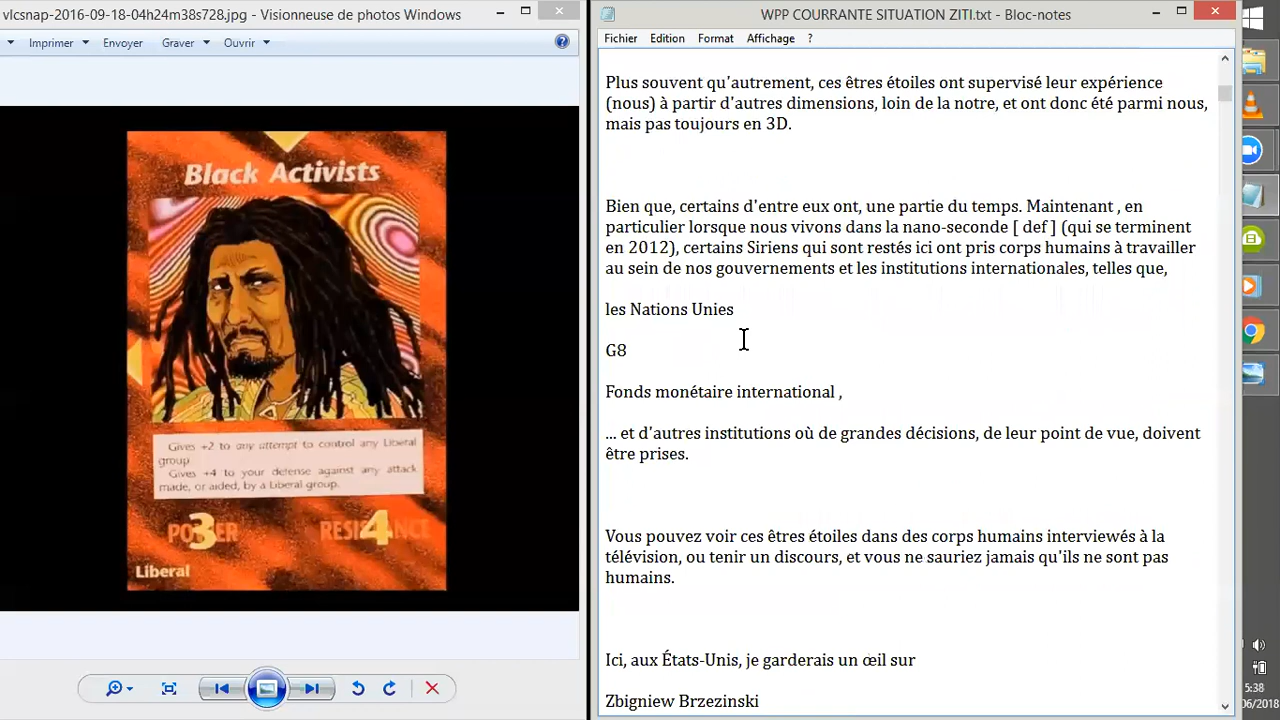 vlcsnap-2016-09-18-04h24m38s728.jpg - Visionneuse de photos Windows
Imprimer Envoyer Graver Ouvrir
Black Activists
Gives +2 to any attempt to control any Liberal
group
Gives +4 to your defense against any attack
made, or aided, by a Liberal group.
POWER 3 RESISTANCE 4
Liberal
WPP COURRANTE SITUATION ZITI.txt - Bloc-notes
Fichier Edition Format Affichage ?
Plus souvent qu'autrement, ces êtres étoiles ont supervisé leur expérience
(nous) à partir d'autres dimensions, loin de la notre, et ont donc été parmi nous,
mais pas toujours en 3D.
Bien que, certains d'entre eux ont, une partie du temps. Maintenant , en
particulier lorsque nous vivons dans la nano-seconde [ def ] (qui se terminent
en 2012), certains Siriens qui sont restés ici ont pris corps humains à travailler
au sein de nos gouvernements et les institutions internationales, telles que,
les Nations Unies
G8
Fonds monétaire international ,
... et d'autres institutions où de grandes décisions, de leur point de vue, doivent
être prises.
Vous pouvez voir ces êtres étoiles dans des corps humains interviewés à la
télévision, ou tenir un discours, et vous ne sauriez jamais qu'ils ne sont pas
humains.
Ici, aux États-Unis, je garderais un œil sur
Zbigniew Brzezinski
5:38
06/2018